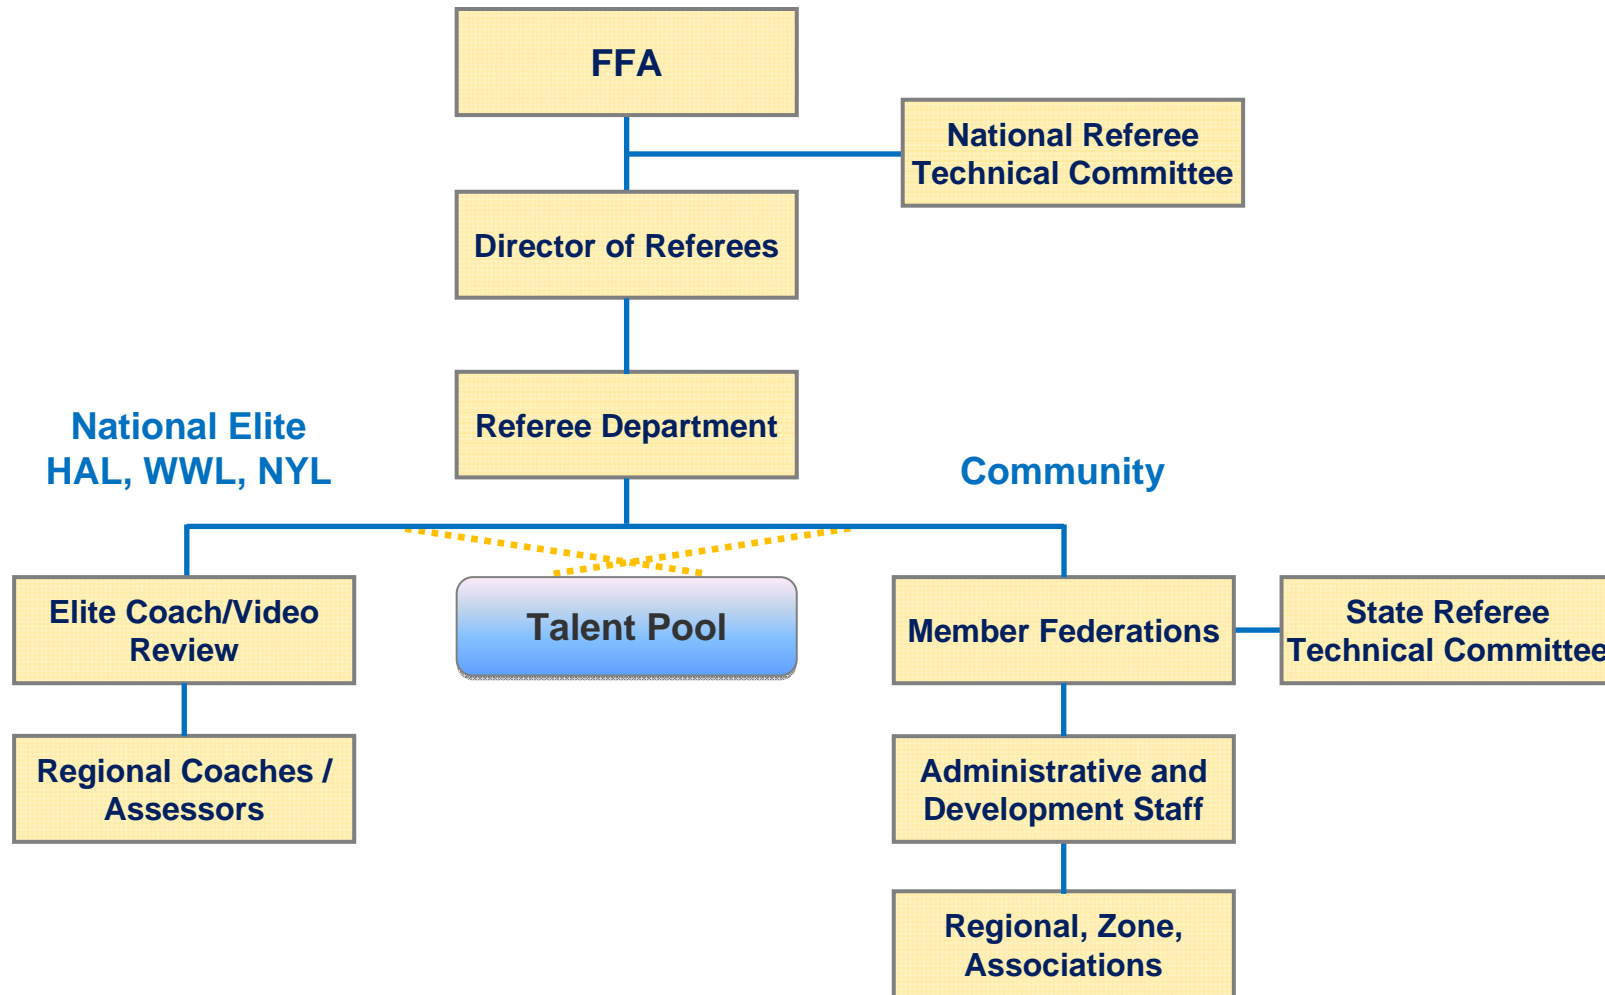 FFA
National Referee
Technical Committee
Director of Referees
Referee Department
National Elite
HAL, WWL, NYL
Community
Elite Coach/Video
Review
Talent Pool
Member Federations
State Referee
Technical Committee
Regional Coaches /
Assessors
Administrative and
Development Staff
Regional, Zone,
Associations